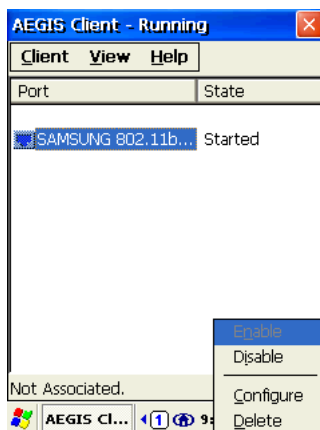 AEGIS Client - Running
Client View Help
Port State
SAMSUNG 802.11b... Started
Enable
Disable
Configure
Delete
Not Associated.
AEGIS Cl... 1 9: